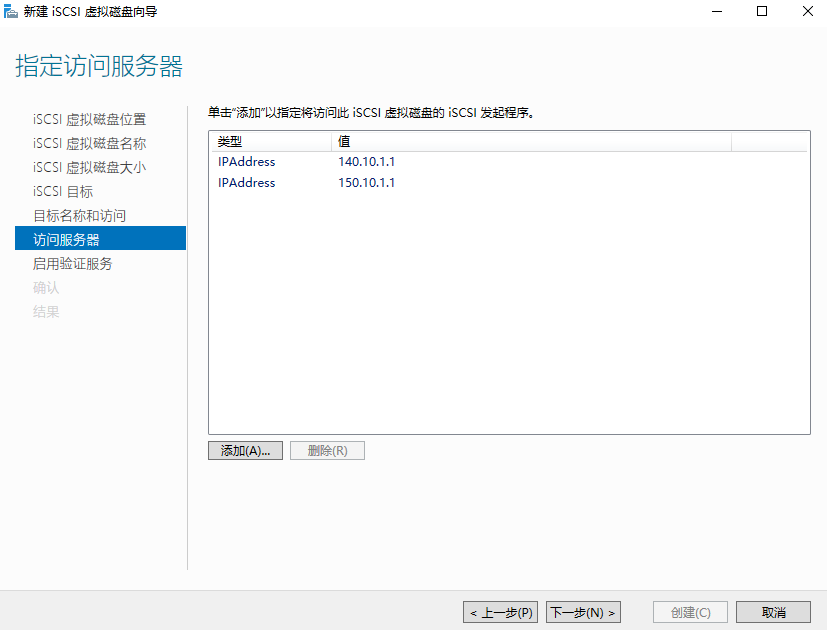 新建 iSCSI 虚拟磁盘向导
指定访问服务器
iSCSI 虚拟磁盘位置
iSCSI 虚拟磁盘名称
iSCSI 虚拟磁盘大小
iSCSI 目标
目标名称和访问
访问服务器
启用验证服务
确认
结果
单击“添加”以指定将访问此 iSCSI 虚拟磁盘的 iSCSI 发起程序。
类型 值
IPAddress 140.10.1.1
IPAddress 150.10.1.1
添加(A)... 删除(R)
< 上一步(P) 下一步(N) > 创建(C) 取消